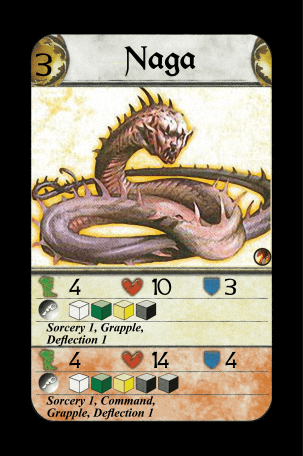 3 Naga
4 10 3
Sorcery 1, Grapple,
Deflection 1
4 14 4
Sorcery 1, Command,
Grapple, Deflection 1